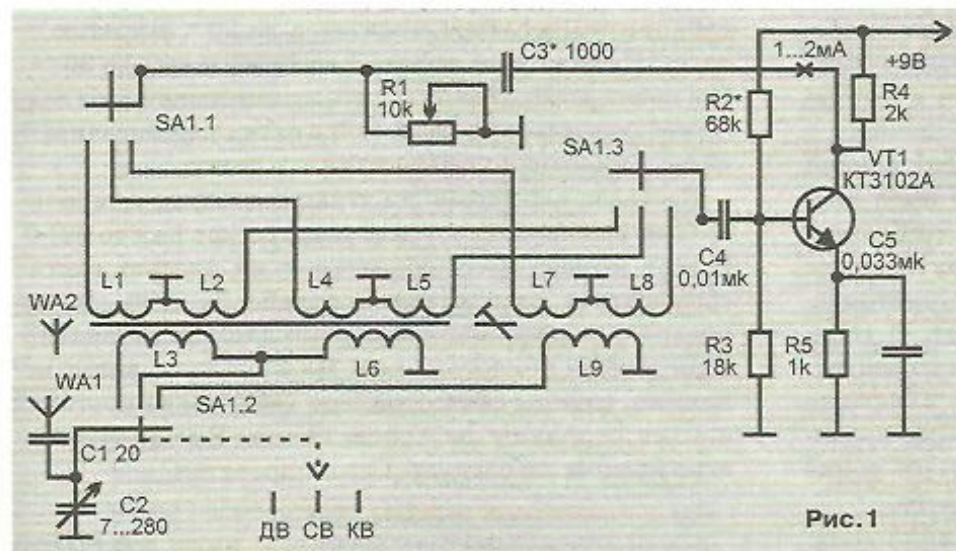 C3* 1000
1...2мА
+9В
R1
10k
R2*
68k
R4
2k
SA1.1
SA1.3
VT1
КТ3102А
C4
0,01мk
C5
0,033мk
L1
L2
L4
L5
L7
L8
WA2
L3
L6
L9
R3
18k
R5
1k
WA1
SA1.2
C1 20
C2
7...280
ДВ СВ КВ
Рис.1